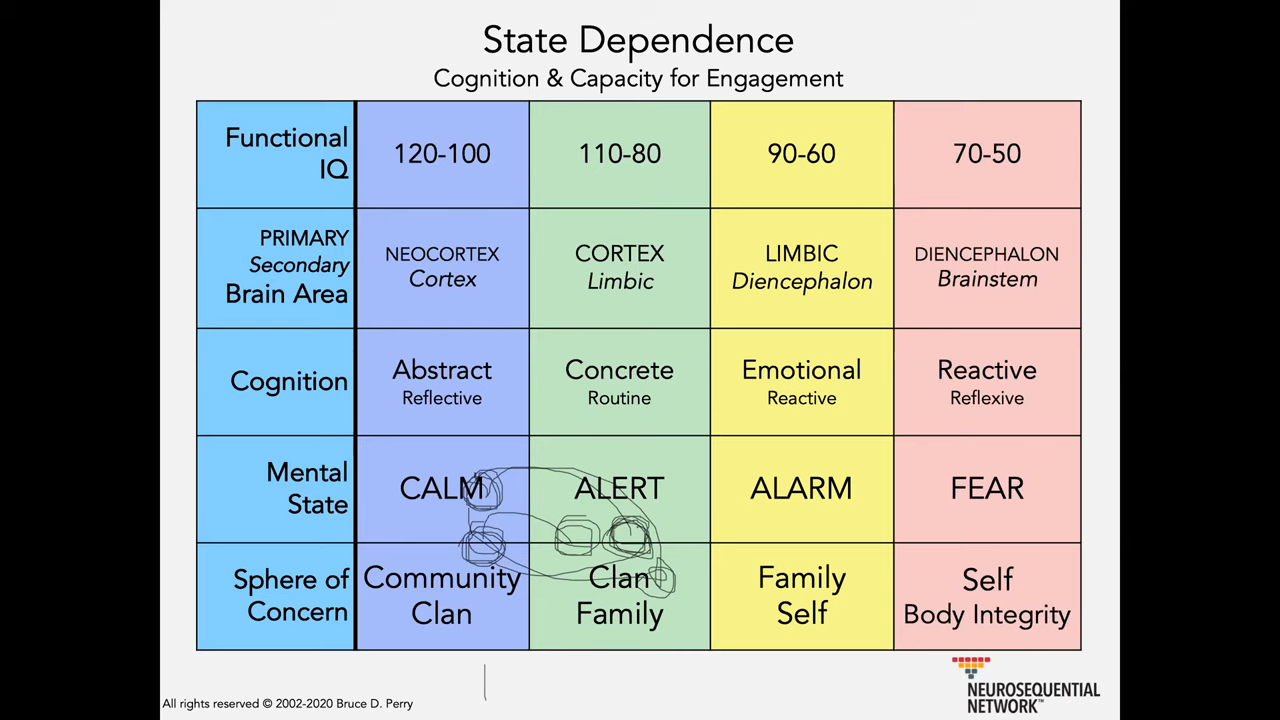 State Dependence
Cognition & Capacity for Engagement
Functional IQ
120-100
110-80
90-60
70-50
PRIMARY
Secondary
Brain Area
NEOCORTEX
Cortex
CORTEX
Limbic
LIMBIC
Diencephalon
DIENCEPHALON
Brainstem
Cognition
Abstract
Reflective
Concrete
Routine
Emotional
Reactive
Reactive
Reflexive
Mental
State
CALM
ALERT
ALARM
FEAR
Sphere of
Concern
Community
Clan
Clan
Family
Family
Self
Self
Body Integrity
All rights reserved © 2002-2020 Bruce D. Perry
NEUROSEQUENTIAL
NETWORK™